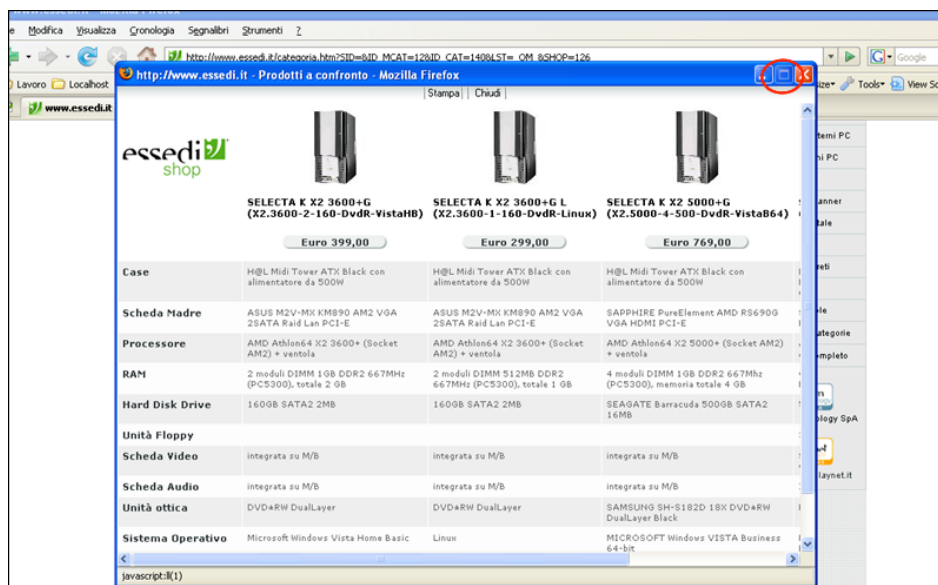 Modifica Visualizza Cronologia Segnalibri Strumenti ?
http://www.essedi.it/categoria.htm?SID=&ID_MCAT=12&ID_CAT=140&LST=_OM_&SHOP=126
Google
Lavoro Localhost
Tools
View
www.essedi.it
http://www.essedi.it - Prodotti a confronto - Mozilla Firefox
Stampa | Chiudi |
essedi
shop
SELECTA K X2 3600+G
(X2.3600-2-160-DvdR-VistaHB)
SELECTA K X2 3600+G L
(X2.3600-1-160-DvdR-Linux)
SELECTA K X2 5000+G
(X2.5000-4-500-DvdR-VistaB64)
Euro 399,00
Euro 299,00
Euro 769,00
Case
H@L Midi Tower ATX Black con
alimentatore da 500W
H@L Midi Tower ATX Black con
alimentatore da 500W
H@L Midi Tower ATX Black con
alimentatore da 500W
Scheda Madre
ASUS M2V-MX KM890 AM2 VGA
2SATA Raid Lan PCI-E
ASUS M2V-MX KM890 AM2 VGA
2SATA Raid Lan PCI-E
SAPPHIRE PureElement AMD RS690G
VGA HDMI PCI-E
Processore
AMD Athlon64 X2 3600+ (Socket
AM2) + ventola
AMD Athlon64 X2 3600+ (Socket
AM2) + ventola
AMD Athlon64 X2 5000+ (Socket AM2)
+ ventola
RAM
2 moduli DIMM 1GB DDR2 667MHz
(PC5300), totale 2 GB
2 moduli DIMM 512MB DDR2
667MHz (PC5300), totale 1 GB
4 moduli DIMM 1GB DDR2 667Mhz
(PC5300), memoria totale 4 GB
Hard Disk Drive
160GB SATA2 2MB
160GB SATA2 2MB
SEAGATE Barracuda 500GB SATA2
16MB
Unità Floppy
Scheda Video
integrata su M/B
integrata su M/B
integrata su M/B
Scheda Audio
integrata su M/B
integrata su M/B
integrata su M/B
Unità ottica
DVD±RW DualLayer
DVD±RW DualLayer
SAMSUNG SH-S182D 18X DVD±RW
DualLayer Black
Sistema Operativo
Microsoft Windows Vista Home Basic
Linux
MICROSOFT Windows VISTA Business
64-bit
javascript:ll(1)
PC
PC
SpA